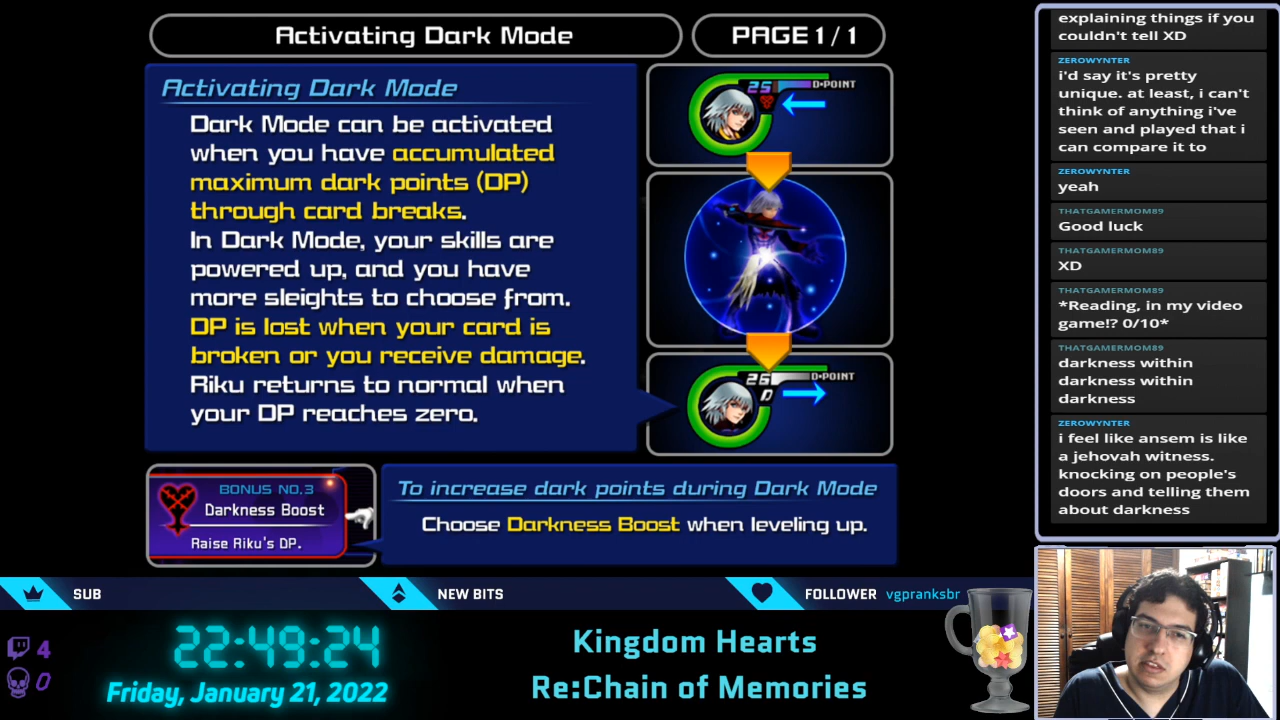 Activating Dark Mode
PAGE 1 / 1
Activating Dark Mode
Dark Mode can be activated
when you have accumulated
maximum dark points (DP)
through card breaks.
In Dark Mode, your skills are
powered up, and you have
more sleights to choose from.
DP is lost when your card is
broken or you receive damage.
Riku returns to normal when
your DP reaches zero.
25 D-POINT
26 D-POINT
BONUS NO.3
Darkness Boost
Raise Riku's DP.
To increase dark points during Dark Mode
Choose Darkness Boost when leveling up.
explaining things if you
couldn't tell XD
ZEROWYNTER
i'd say it's pretty
unique. at least, i can't
think of anything i've
seen and played that i
can compare it to
ZEROWYNTER
yeah
THATGAMERMOM89
Good luck
THATGAMERMOM89
XD
THATGAMERMOM89
*Reading, in my video
game!? 0/10*
THATGAMERMOM89
darkness within
darkness within
darkness
ZEROWYNTER
i feel like ansem is like
a jehovah witness.
knocking on people's
doors and telling them
about darkness
SUB
NEW BITS
FOLLOWER vgpranksbr
4
0
22:49:24
Friday, January 21, 2022
Kingdom Hearts
Re:Chain of Memories